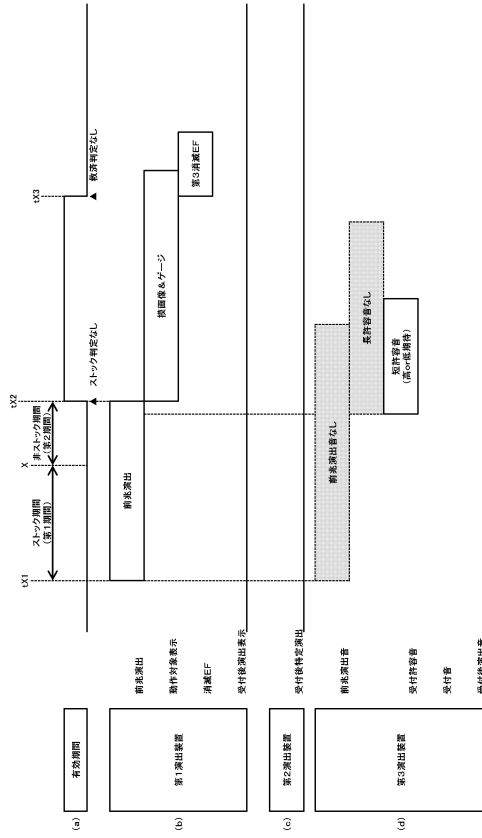 tX1
X
tX2
tX3
ストック期間
(第1期間)
非ストック期間
(第2期間)
ストック判定なし
救済判定なし
(a)
有効期間
(b)
第1演出装置
前兆演出
動作対象表示
消滅EF
受付後演出表示
前兆演出
操画像&ゲージ
第3消滅EF
(c)
第2演出装置
受付後特定演出
(d)
第3演出装置
前兆演出音
受付許容音
受付音
受付後演出音
前兆演出音なし
長許容音なし
短許容音
(高or低期待)